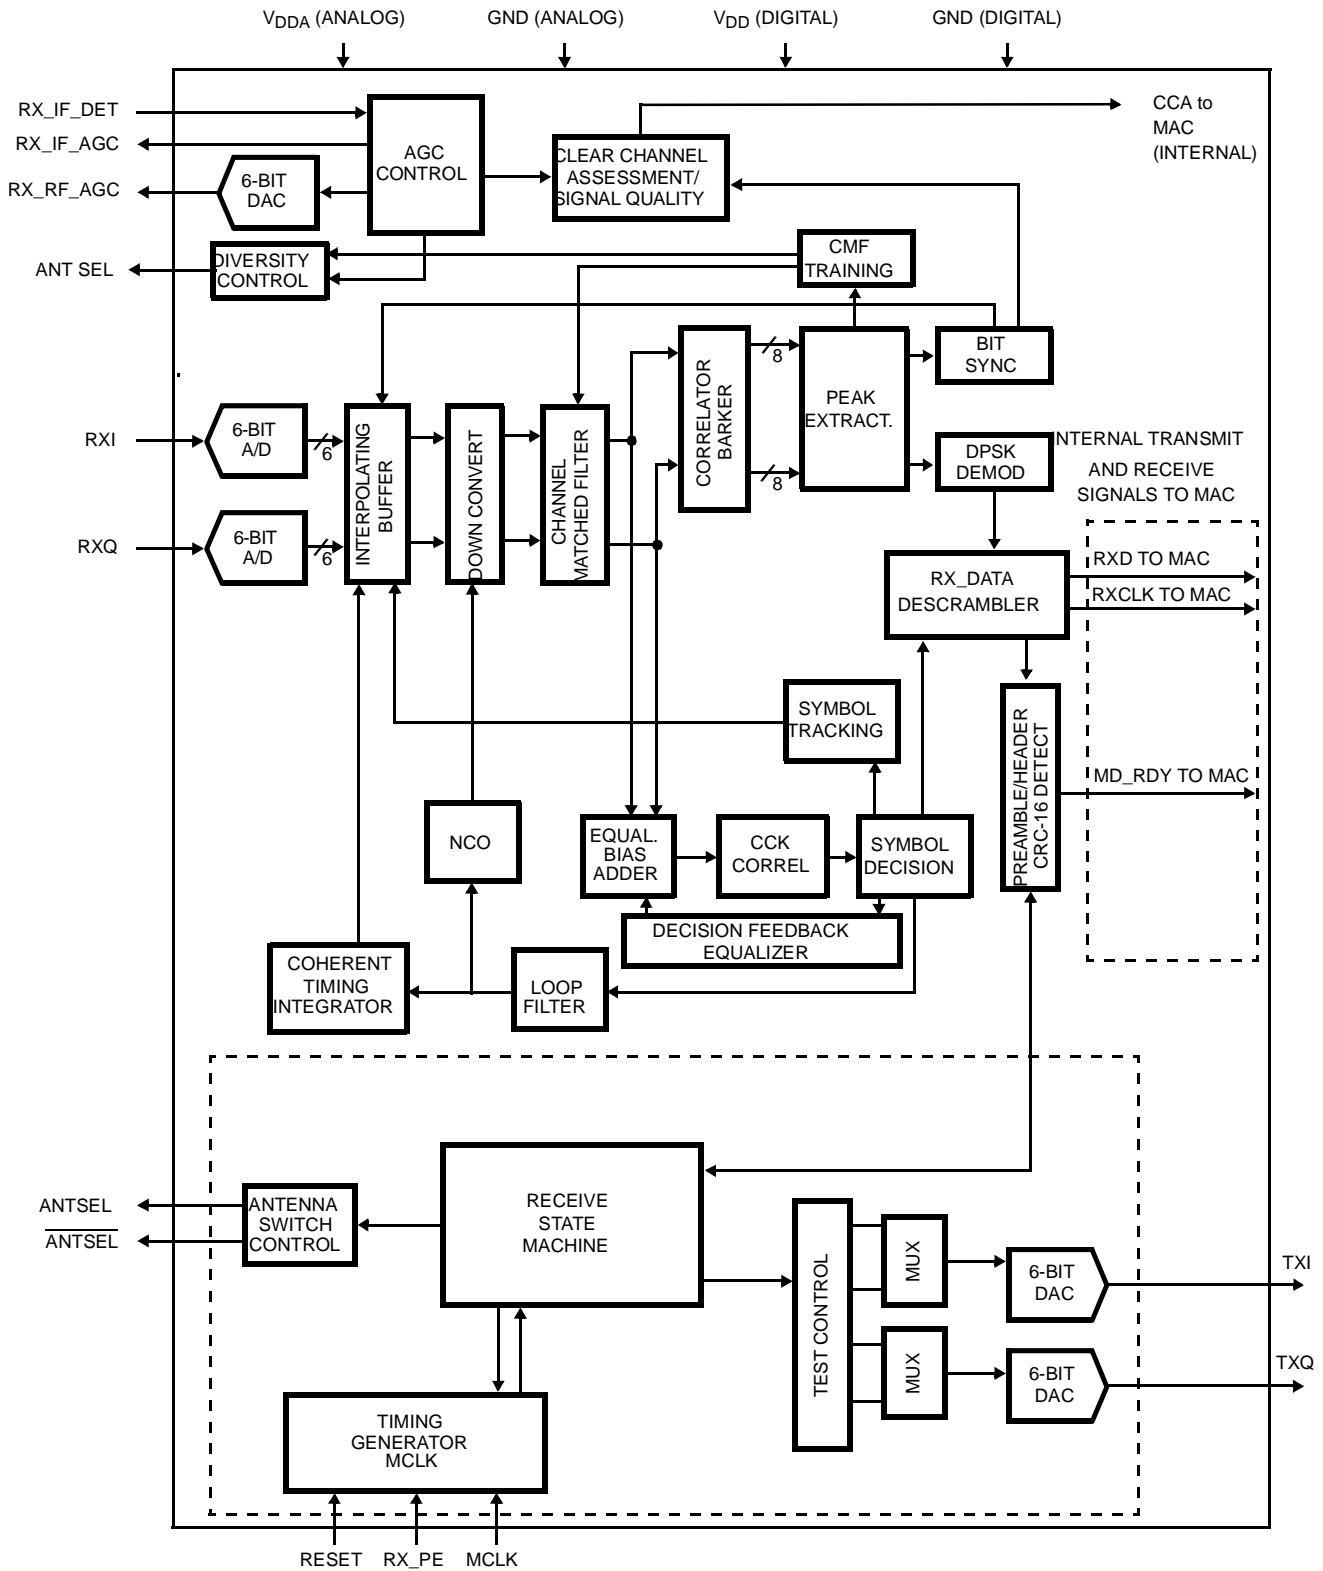 VDDA (ANALOG)
GND (ANALOG)
VDD (DIGITAL)
GND (DIGITAL)
RX_IF_DET
RX_IF_AGC
RX_RF_AGC
ANT SEL
6-BIT
DAC
AGC
CONTROL
CLEAR CHANNEL
ASSESSMENT/
SIGNAL QUALITY
CCA to
MAC
(INTERNAL)
DIVERSITY
CONTROL
CMF
TRAINING
BIT
SYNC
RXI
6-BIT
A/D
6
RXQ
6-BIT
A/D
6
INTERPOLATING
BUFFER
DOWN CONVERT
CHANNEL
MATCHED FILTER
CORRELATOR
BARKER
8
8
PEAK
EXTRACT.
DPSK
DEMOD
INTERNAL TRANSMIT
AND RECEIVE
SIGNALS TO MAC
RX_DATA
DESCRAMBLER
RXD TO MAC
RXCLK TO MAC
SYMBOL
TRACKING
PREAMBLE/HEADER
CRC-16 DETECT
MD_RDY TO MAC
NCO
EQUAL.
BIAS
ADDER
CCK
CORREL
SYMBOL
DECISION
DECISION FEEDBACK
EQUALIZER
COHERENT
TIMING
INTEGRATOR
LOOP
FILTER
ANTSEL
ANTSEL
ANTENNA
SWITCH
CONTROL
RECEIVE
STATE
MACHINE
TEST CONTROL
MUX
MUX
6-BIT
DAC
TXI
6-BIT
DAC
TXQ
TIMING
GENERATOR
MCLK
RESET
RX_PE
MCLK